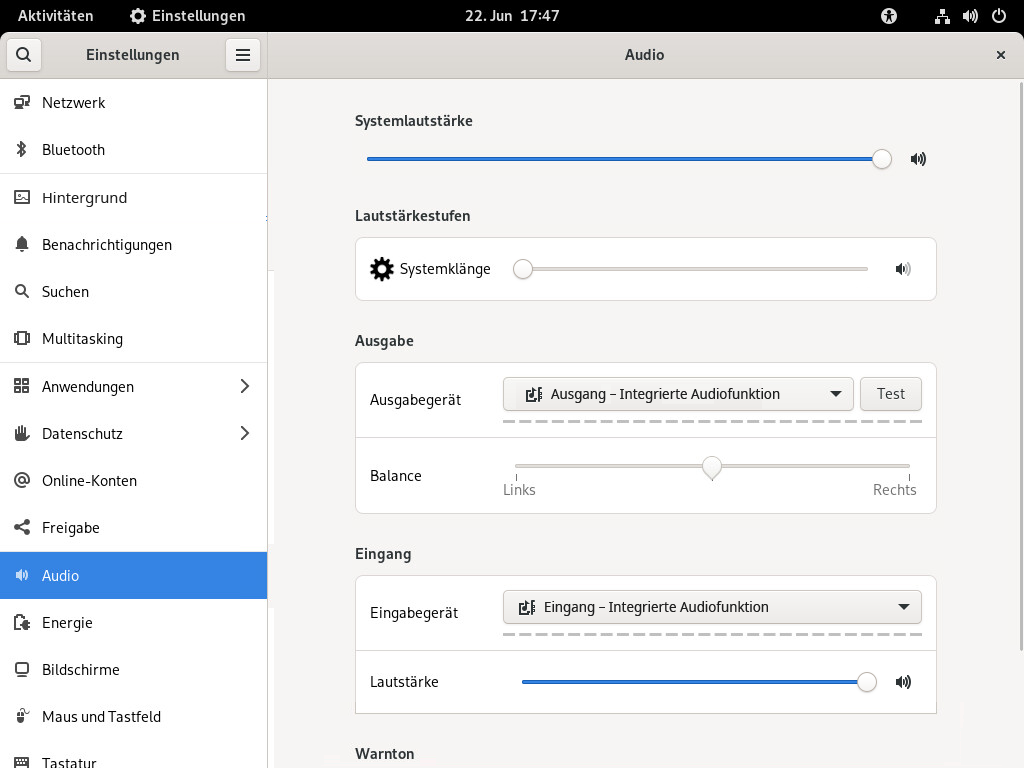 Aktivitäten Einstellungen 22. Jun 17:47
Einstellungen Audio
Netzwerk
Bluetooth
Hintergrund
Benachrichtigungen
Suchen
Multitasking
Anwendungen
Datenschutz
Online-Konten
Freigabe
Audio
Energie
Bildschirme
Maus und Tastfeld
Tastatur
Systemlautstärke
Lautstärkestufen
Systemklänge
Ausgabe
Ausgabegerät Ausgang – Integrierte Audiofunktion Test
Balance
Links Rechts
Eingang
Eingabegerät Eingang – Integrierte Audiofunktion
Lautstärke
Warnton